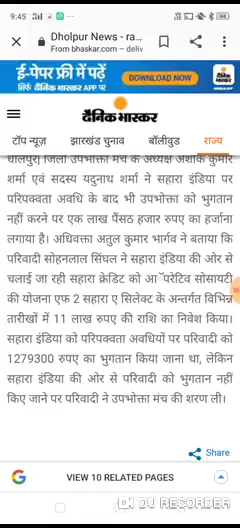 9:45
Dholpur News - ra...
From bhaskar.com – deliv
ई-पेपर फ्री में पढ़ें
सिर्फ दैनिक भास्कर APP पर
DOWNLOAD NOW
दैनिक भास्कर
टॉप न्यूज़ झारखंड चुनाव बॉलीवुड राज्य
धौलपुर| जिला उपभोक्ता मंच के अध्यक्ष अशोक कुमार
शर्मा एवं सदस्य यदुनाथ शर्मा ने सहारा इंडिया पर
परिपक्वता अवधि के बाद भी उपभोक्ता को भुगतान
नहीं करने पर एक लाख पैंसठ हजार रुपए का हर्जाना
लगाया है। अधिवक्ता अतुल कुमार भार्गव ने बताया कि
परिवादी सोहनलाल सिंघल ने सहारा इंडिया की ओर से
चलाई जा रही सहारा क्रेडिट को आॅपरेटिव सोसायटी
की योजना एफ 2 सहारा ए सिलेक्ट के अन्तर्गत विभिन्न
तारीखों में 11 लाख रुपए की राशि का निवेश किया।
सहारा इंडिया को परिपक्वता अवधियों पर परिवादी को
1279300 रुपए का भुगतान किया जाना था, लेकिन
सहारा इंडिया की ओर से परिवादी को भुगतान नहीं
किए जाने पर परिवादी ने उपभोक्ता मंच की शरण ली।
Share
VIEW 10 RELATED PAGES
DU RECORDER